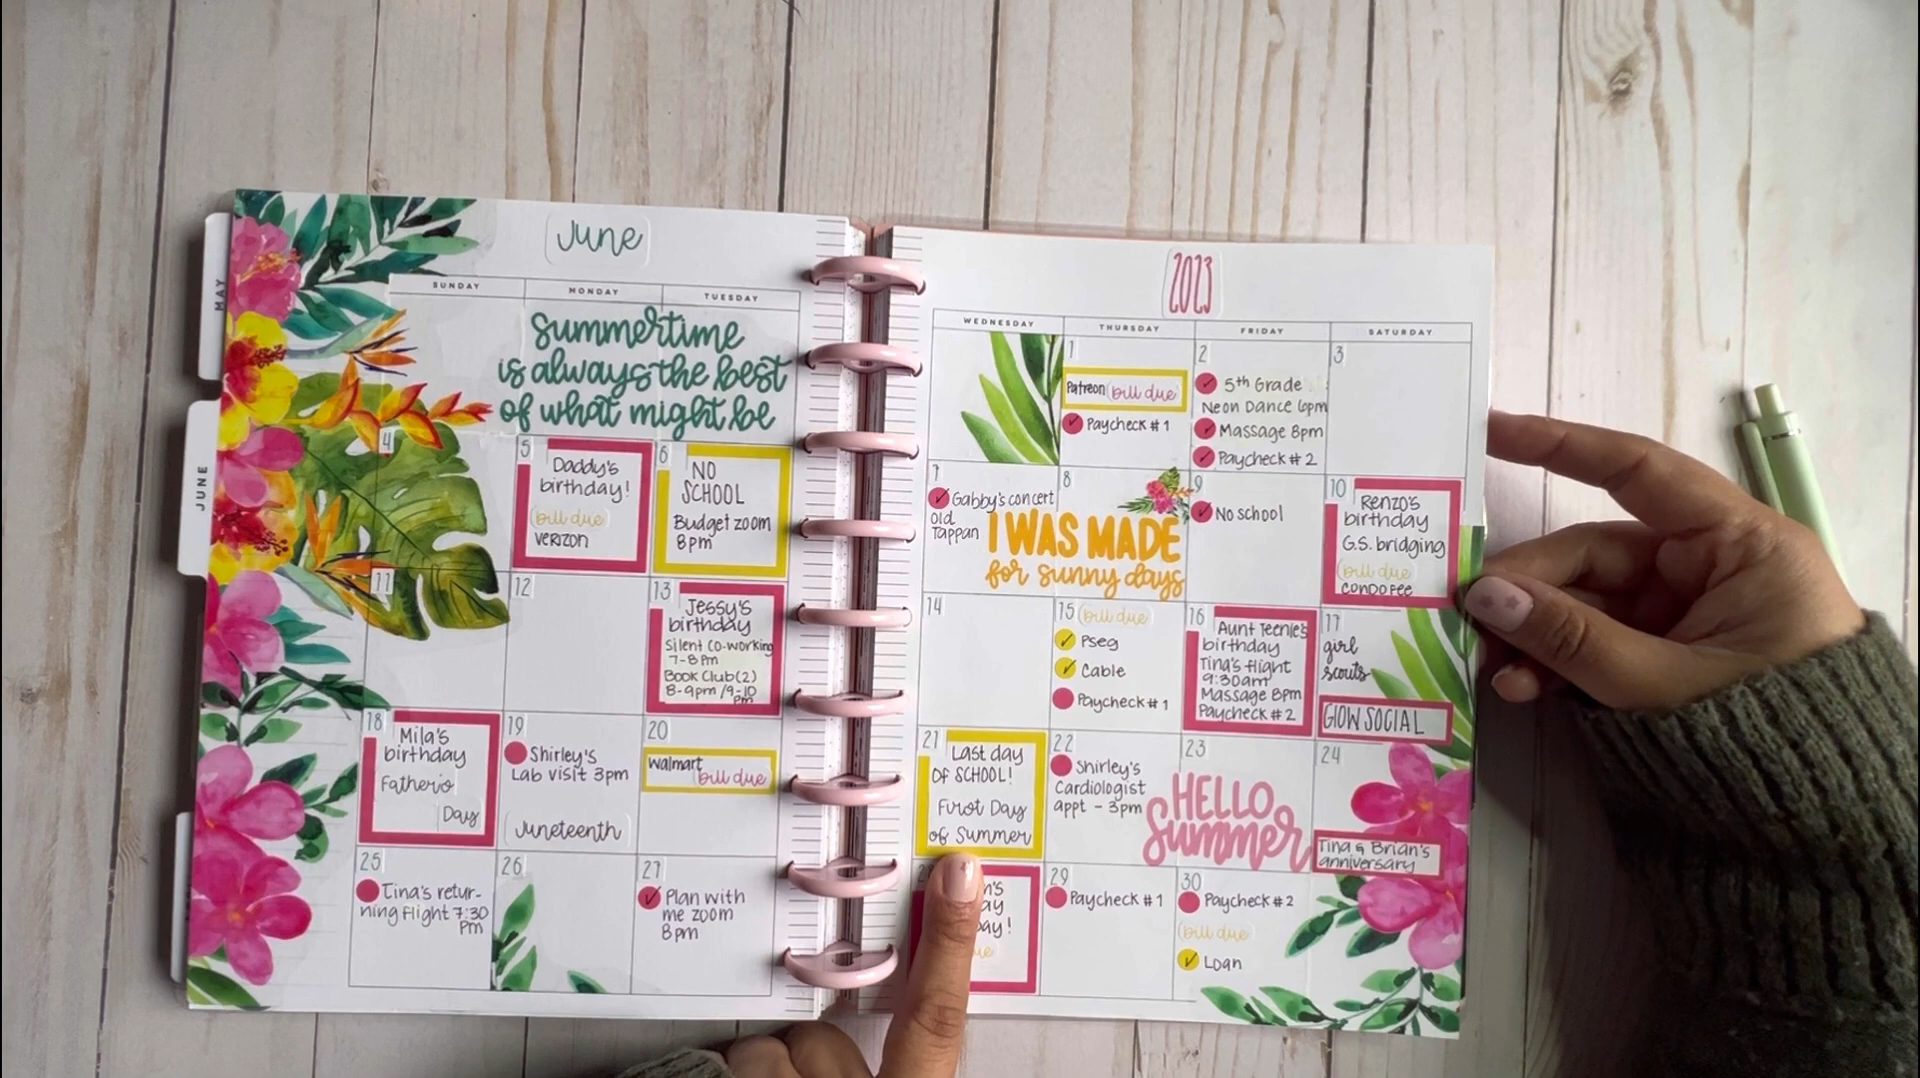 MAY
JUNE
June
SUNDAY
MONDAY
TUESDAY
summertime
is always the best
of what might be
4
5
Daddy's
birthday!
bill due
verizon
6
NO
SCHOOL
Budget zoom
8pm
11
12
13
Jessy's
birthday
Silent co-working
7-8pm
Book Club(2)
8-9pm/9-10
pm
18
Mila's
birthday
Father's
Day
19
Shirley's
Lab visit 3pm
Juneteenth
20
Walmart
bill due
25
Tina's retur-
ning flight 7:30
pm
26
27
Plan with
me zoom
8pm
2023
WEDNESDAY
THURSDAY
FRIDAY
SATURDAY
1
Patreon bill due
Paycheck #1
2
5th Grade
Neon Dance 6pm
Massage 8pm
Paycheck #2
3
7
Gabby's concert
Old
Tappan
8
I WAS MADE
for sunny days
9
No school
10
Renzo's
birthday
G.S. bridging
bill due
condo fee
14
15
bill due
Pseg
Cable
Paycheck #1
16
Aunt Teenie's
birthday
Tina's flight
9:30am
Massage 8pm
Paycheck #2
17
girl
scouts
GLOW SOCIAL
21
Last day
OF SCHOOL!
First Day
of Summer
22
Shirley's
Cardiologist
appt - 3pm
23
HELLO
Summer
24
Tina & Brian's
anniversary
29
Paycheck #1
30
Paycheck #2
bill due
Loan